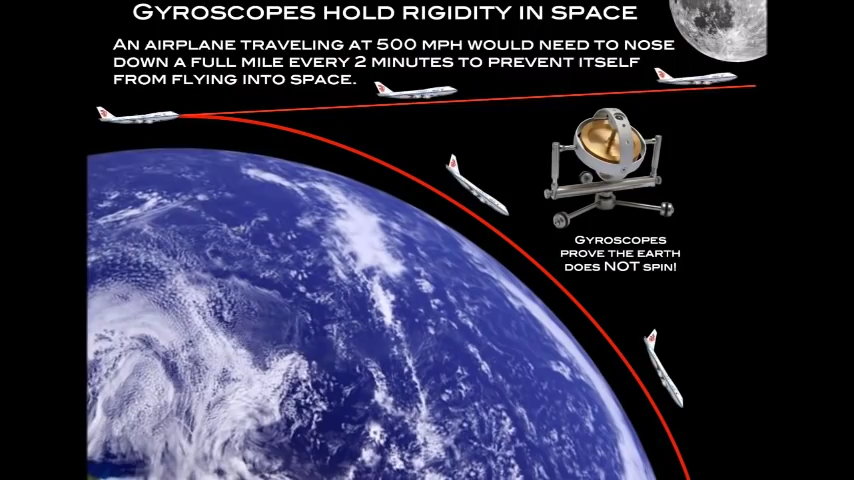 GYROSCOPES HOLD RIGIDITY IN SPACE
AN AIRPLANE TRAVELING AT 500 MPH WOULD NEED TO NOSE
DOWN A FULL MILE EVERY 2 MINUTES TO PREVENT ITSELF
FROM FLYING INTO SPACE.
GYROSCOPES
PROVE THE EARTH
DOES NOT SPIN!